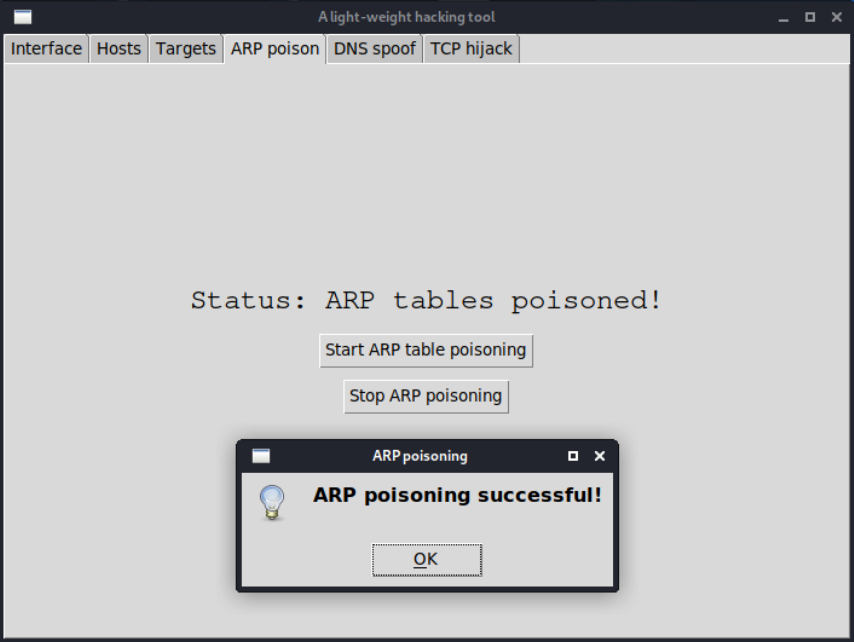 A light-weight hacking tool
Interface Hosts Targets ARP poison DNS spoof TCP hijack
Status: ARP tables poisoned!
Start ARP table poisoning
Stop ARP poisoning
ARP poisoning
ARP poisoning successful!
OK